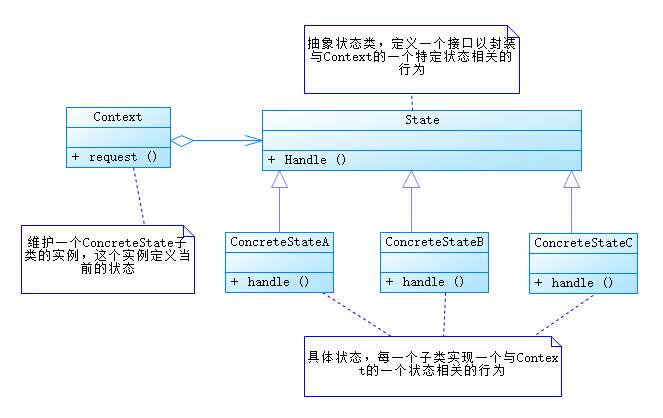 抽象状态类，定义一个接口以封装
与Context的一个特定状态相关的
行为
Context
+ request ()
State
+ Handle ()
维护一个ConcreteState子
类的实例，这个实例定义当
前的状态
ConcreteStateA
+ handle ()
ConcreteStateB
+ handle ()
ConcreteStateC
+ handle ()
具体状态，每一个子类实现一个与Contex
t的一个状态相关的行为